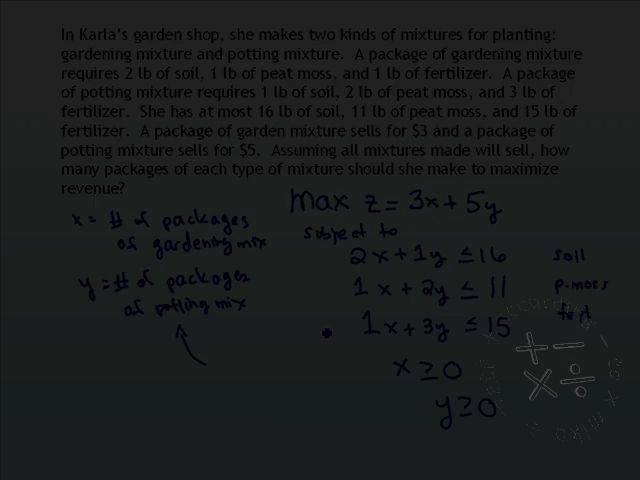 In Karla's garden shop, she makes two kinds of mixtures for planting:
gardening mixture and potting mixture. A package of gardening mixture
requires 2 lb of soil, 1 lb of peat moss, and 1 lb of fertilizer. A package
of potting mixture requires 1 lb of soil, 2 lb of peat moss, and 3 lb of
fertilizer. She has at most 16 lb of soil, 11 lb of peat moss, and 15 lb of
fertilizer. A package of garden mixture sells for $3 and a package of
potting mixture sells for $5. Assuming all mixtures made will sell, how
many packages of each type of mixture should she make to maximize
revenue?
max z = 3x + 5y
subject to
x = # of packages
of gardening mix
y = # of packages
of potting mix
2x + 1y ≤ 16 soil
1x + 2y ≤ 11 p.moss
1x + 3y ≤ 15 fert
x ≥ 0
y ≥ 0
+ −
× ÷